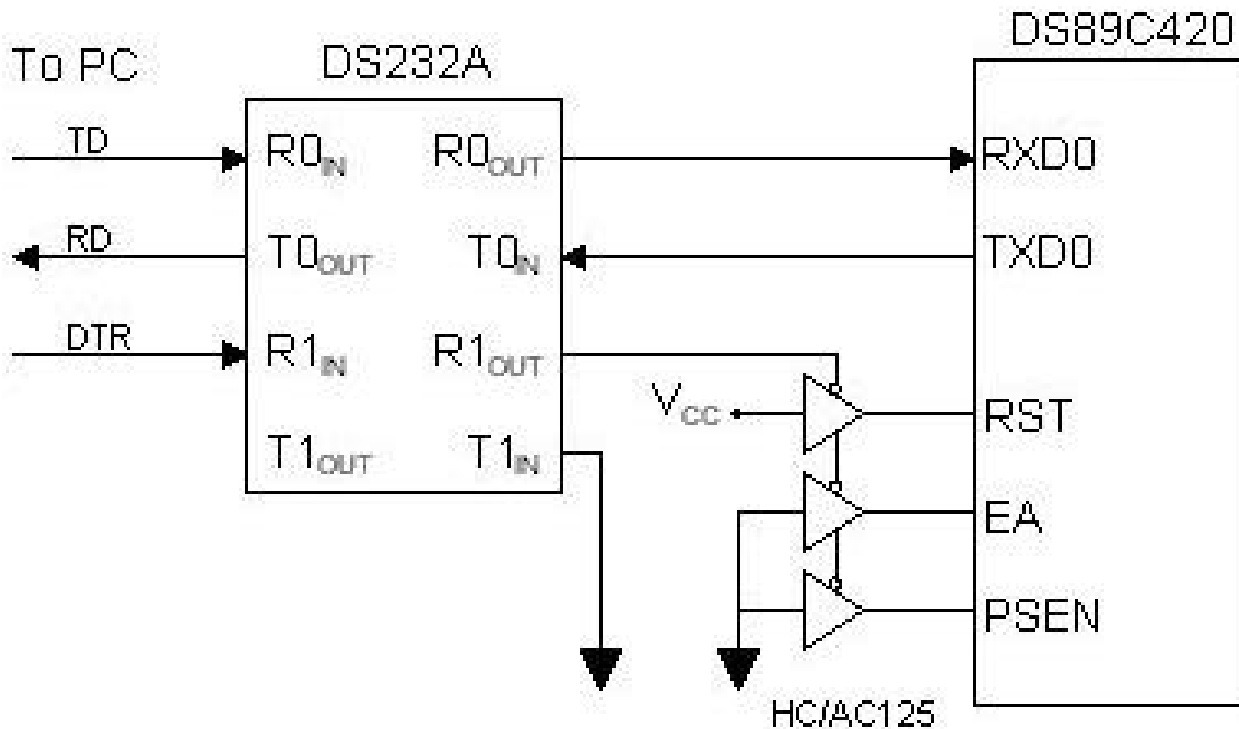 DS89C420
To PC DS232A
TD R0IN R0OUT RXD0
RD T0OUT T0IN TXD0
DTR R1IN R1OUT
VCC RST
T1OUT T1IN
EA
PSEN
HC/AC125